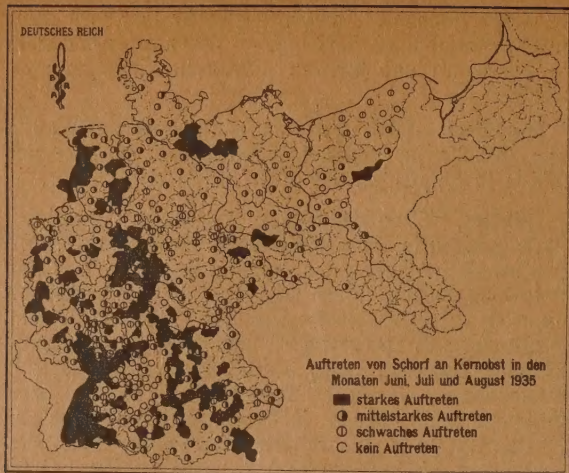 DEUTSCHES REICH
Auftreten von Schorf an Kernobst in den
Monaten Juni, Juli und August 1935
starkes Auftreten
mittelstarkes Auftreten
schwaches Auftreten
kein Auftreten